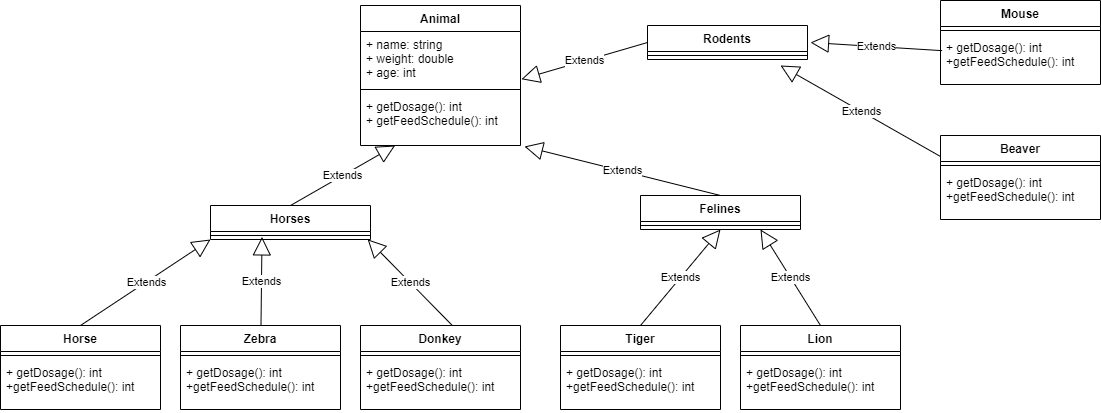 Animal
+ name: string
+ weight: double
+ age: int
+ getDosage(): int
+ getFeedSchedule(): int
Extends
Rodents
Extends
Mouse
+ getDosage(): int
+getFeedSchedule(): int
Extends
Beaver
+ getDosage(): int
+getFeedSchedule(): int
Extends
Horses
Extends
Felines
Extends
Extends
Extends
Extends
Extends
Horse
+ getDosage(): int
+getFeedSchedule(): int
Zebra
+ getDosage(): int
+getFeedSchedule(): int
Donkey
+ getDosage(): int
+getFeedSchedule(): int
Tiger
+ getDosage(): int
+getFeedSchedule(): int
Lion
+ getDosage(): int
+getFeedSchedule(): int